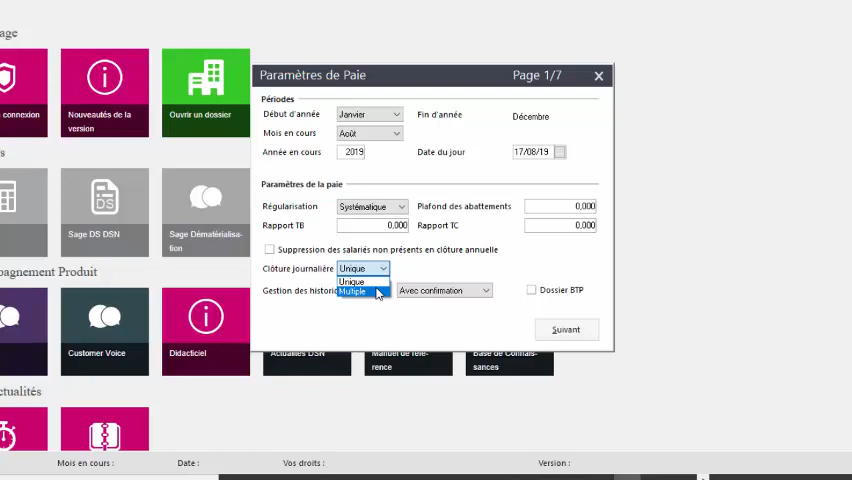 age
Paramètres de Paie
Page 1/7
Périodes
Début d'année
Janvier
Fin d'année
Décembre
Mois en cours
Août
Année en cours
2019
Date du jour
17/08/19
Paramètres de la paie
Régularisation
Systématique
Plafond des abattements
0,000
Rapport TB
0,000
Rapport TC
0,000
Suppression des salariés non présents en clôture annuelle
Clôture journalière
Unique
Unique
Multiple
Gestion des histori
Avec confirmation
Dossier BTP
Suivant
connexion
Nouveautés de la
version
Ouvrir un dossier
s
DS
Sage DS DSN
Sage Dématérialisa-
tion
pagnement Produit
Customer Voice
Didacticiel
Actualités DSN
Manuel de réfé-
rence
Base de Connais-
sances
ctualités
Mois en cours :
Date :
Vos droits :
Version :